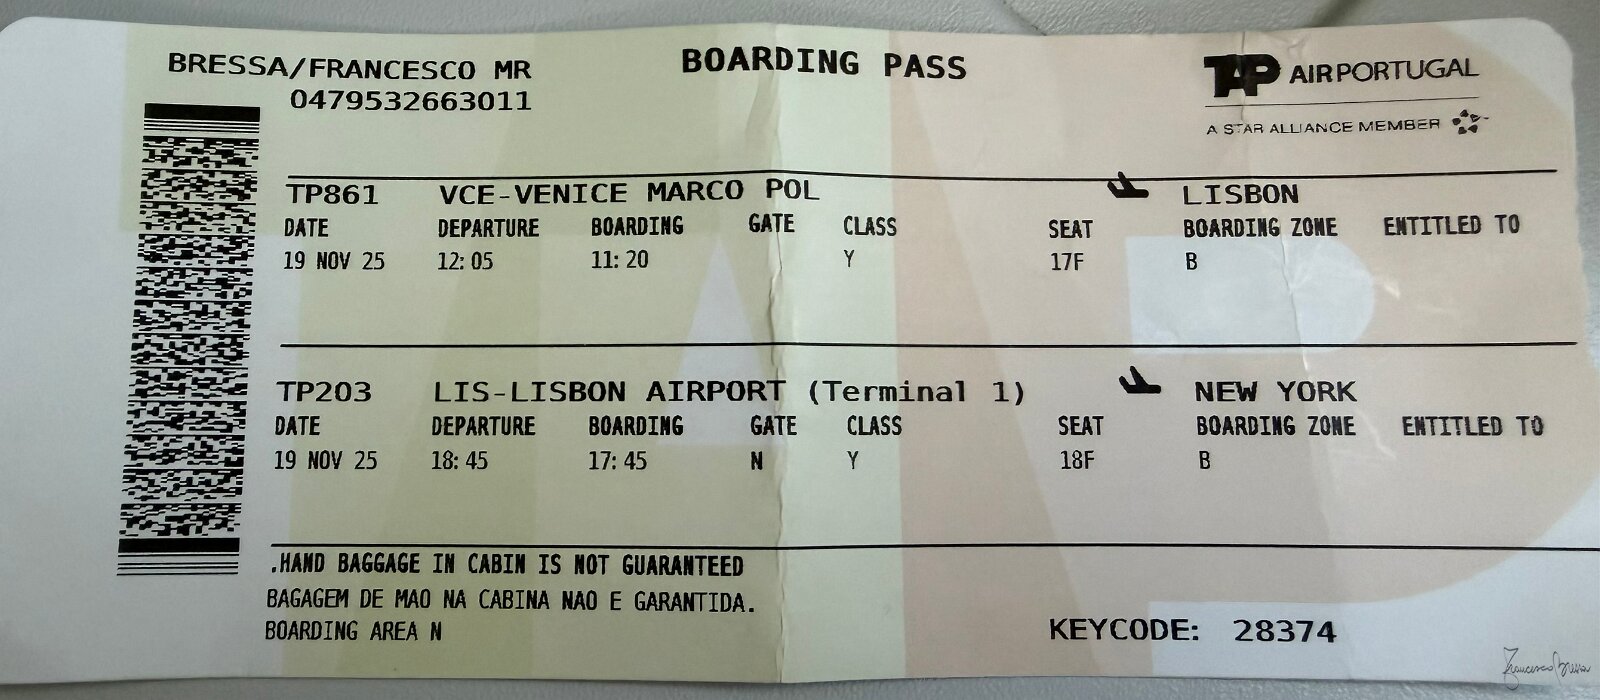 BRESSA/FRANCESCO MR BOARDING PASS TAP AIRPORTUGAL
0479532663011
A STAR ALLIANCE MEMBER
TP861 VCE-VENICE MARCO POL LISBON
DATE DEPARTURE BOARDING GATE CLASS SEAT BOARDING ZONE ENTITLED TO
19 NOV 25 12:05 11:20 Y 17F B
TP203 LIS-LISBON AIRPORT (Terminal 1) NEW YORK
DATE DEPARTURE BOARDING GATE CLASS SEAT BOARDING ZONE ENTITLED TO
19 NOV 25 18:45 17:45 N Y 18F B
.HAND BAGGAGE IN CABIN IS NOT GUARANTEED
BAGAGEM DE MAO NA CABINA NAO E GARANTIDA.
BOARDING AREA N KEYCODE: 28374
Francesco Bressa